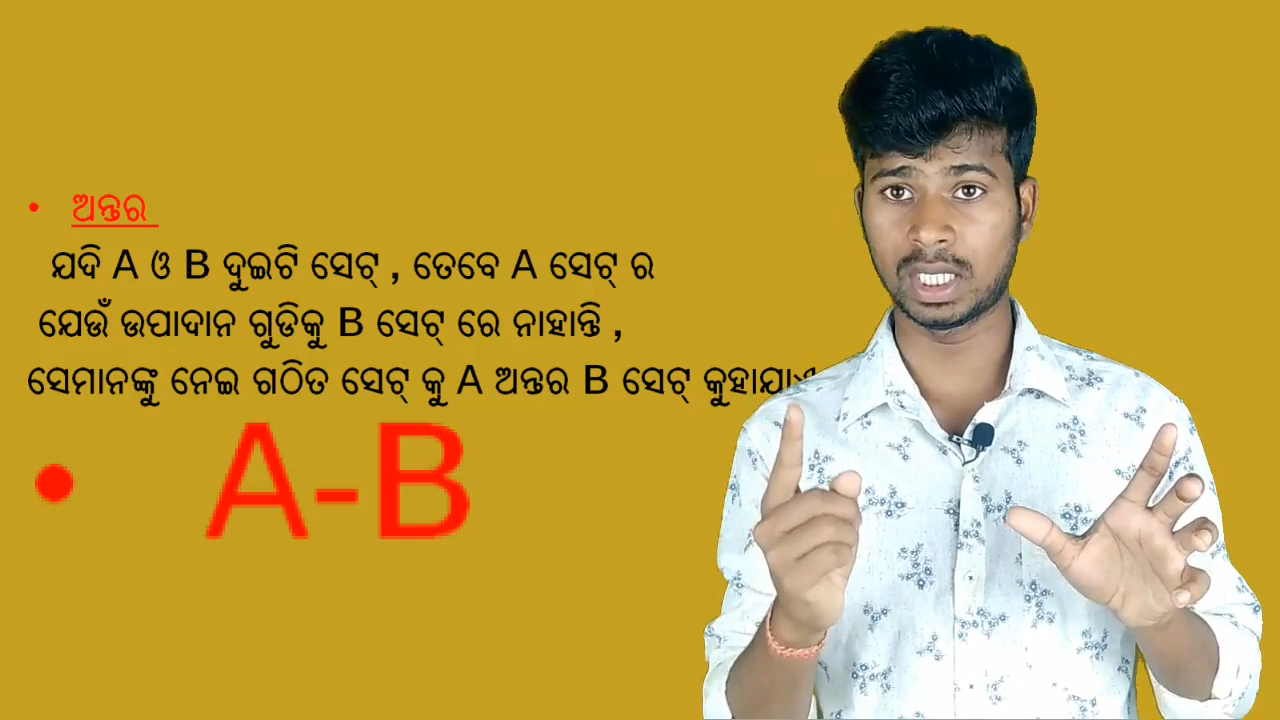 • ଅନ୍ତର
ଯଦି A ଓ B ଦୁଇଟି ସେଟ୍ , ତେବେ A ସେଟ୍ ର
ଯେଉଁ ଉପାଦାନ ଗୁଡିକୁ B ସେଟ୍ ରେ ନାହାନ୍ତି ,
ସେମାନଙ୍କୁ ନେଇ ଗଠିତ ସେଟ୍ କୁ A ଅନ୍ତର B ସେଟ୍ କୁହାଯାଏ
• A-B